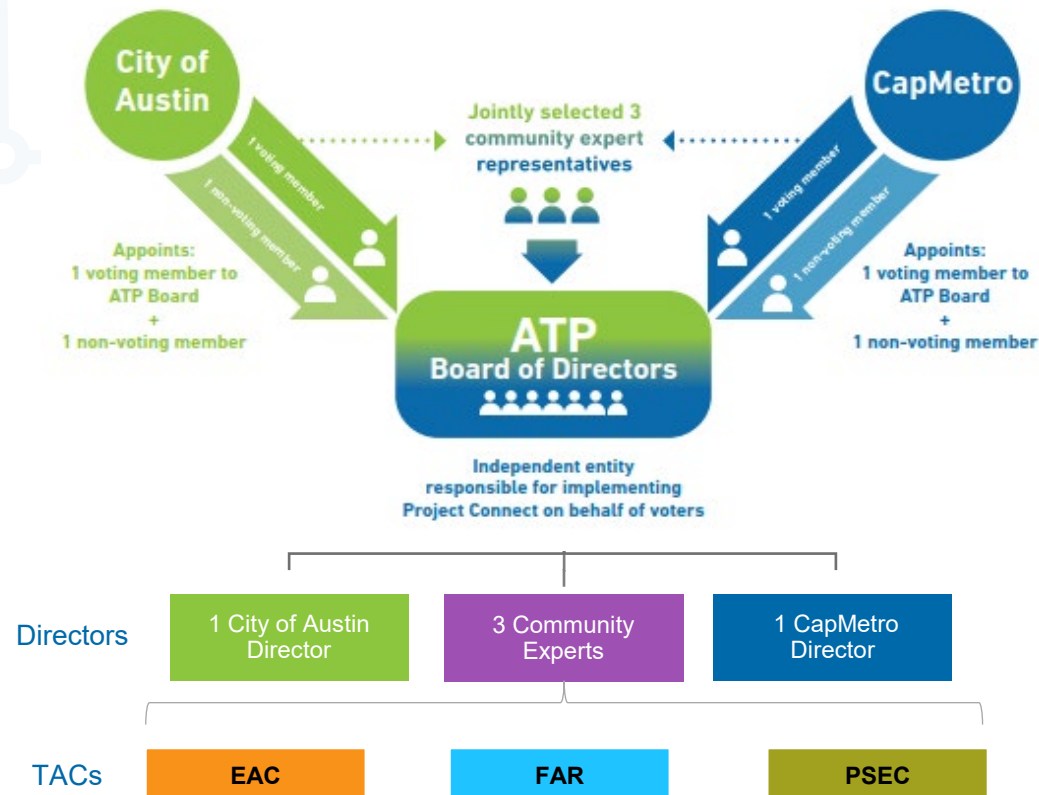 City of
Austin
CapMetro
Jointly selected 3
community expert
representatives
1 voting member
1 non-voting member
1 voting member
1 non-voting member
Appoints:
1 voting member to
ATP Board
+
1 non-voting member
Appoints:
1 voting member to
ATP Board
+
1 non-voting member
ATP
Board of Directors
Independent entity
responsible for implementing
Project Connect on behalf of voters
Directors
1 City of Austin
Director
3 Community
Experts
1 CapMetro
Director
TACs
EAC
FAR
PSEC